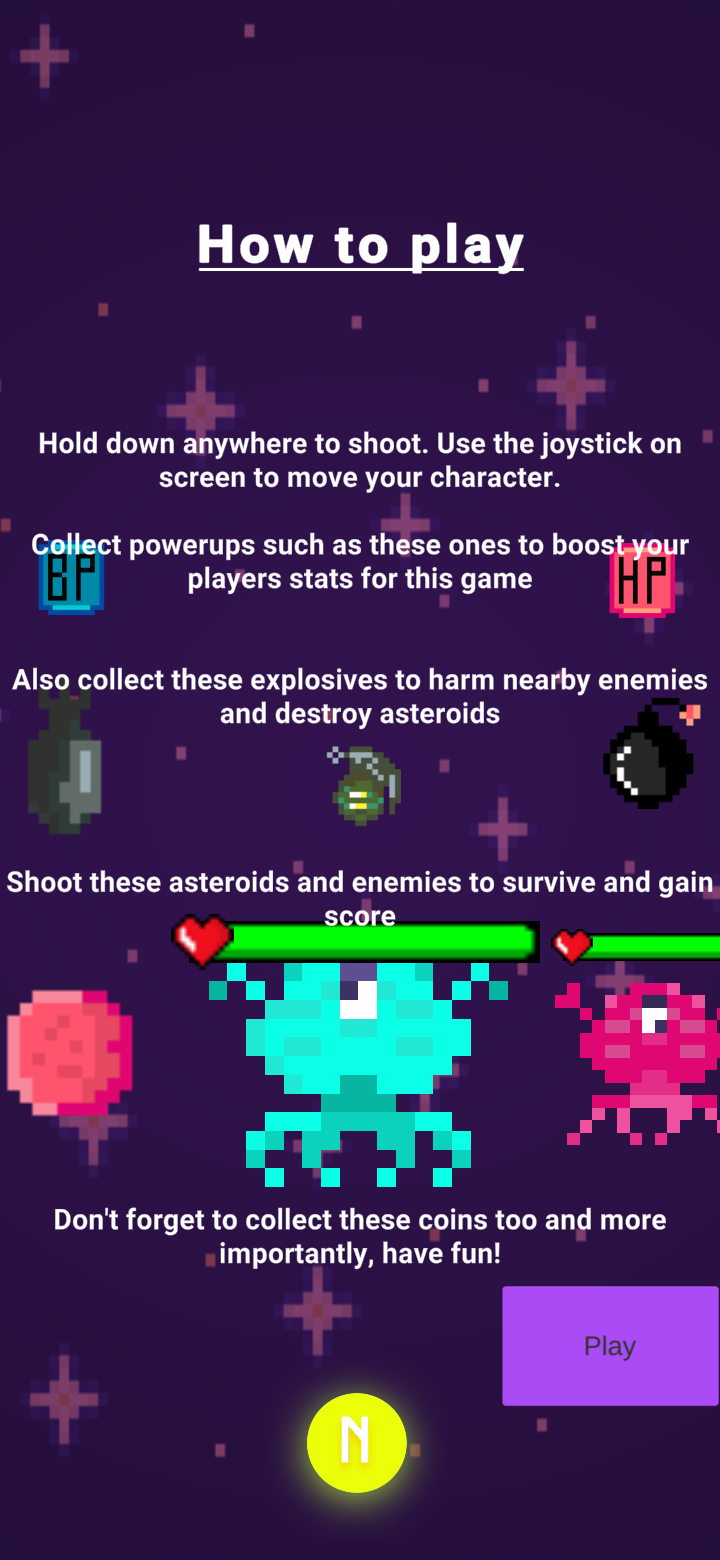 How to play
Hold down anywhere to shoot. Use the joystick on
screen to move your character.
Collect powerups such as these ones to boost your
BP
HP
players stats for this game
Also collect these explosives to harm nearby enemies
and destroy asteroids
Shoot these asteroids and enemies to survive and gain
score
Don't forget to collect these coins too and more
importantly, have fun!
Play
N